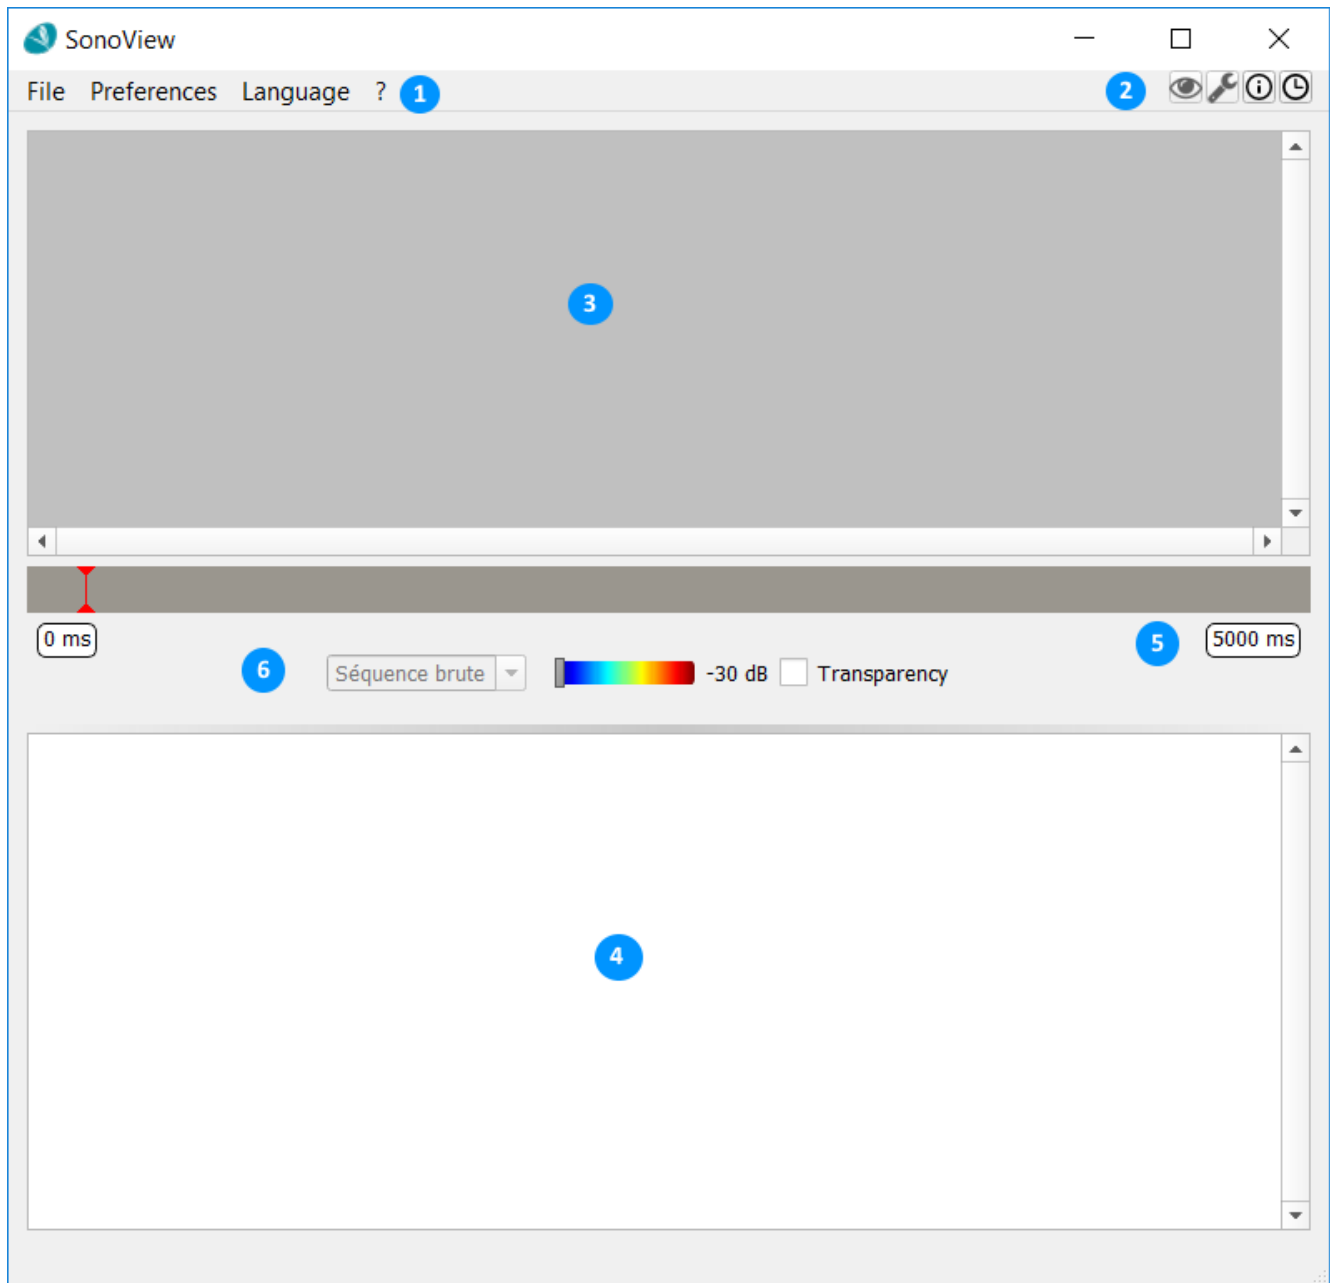 SonoView
File Preferences Language ? 1 2
3
0 ms 5 5000 ms
6 Séquence brute -30 dB Transparency
4